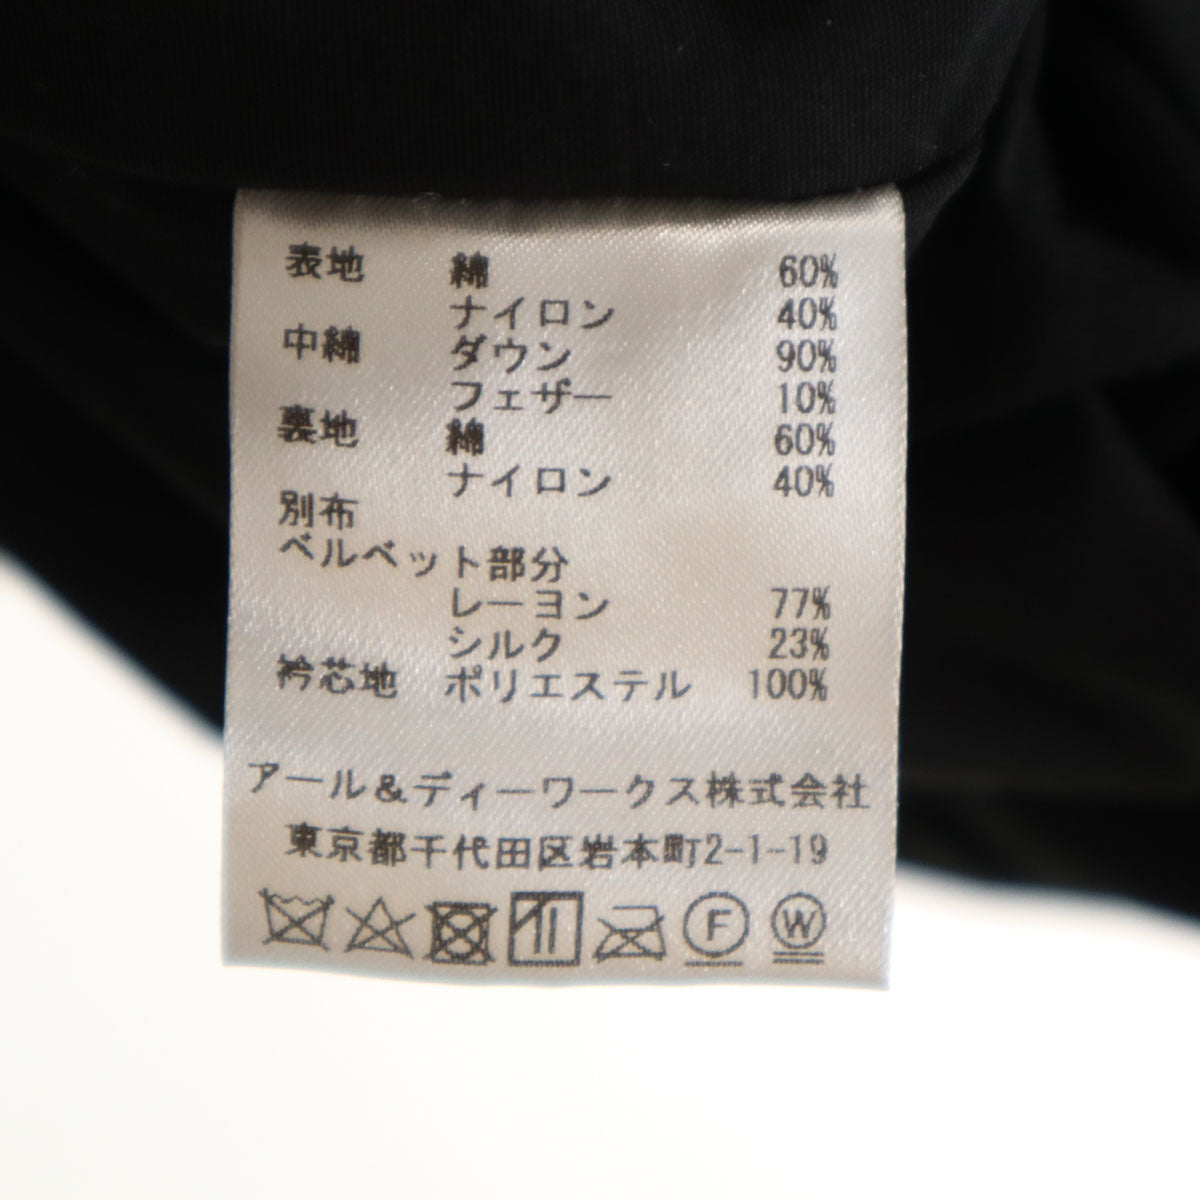 表地 綿 60%
ナイロン 40%
中綿 ダウン 90%
フェザー 10%
裏地 綿 60%
ナイロン 40%
別布
ベルベット部分
レーヨン 77%
シルク 23%
衿芯地 ポリエステル 100%
アール&ディーワークス株式会社
東京都千代田区岩本町2-1-19
F W